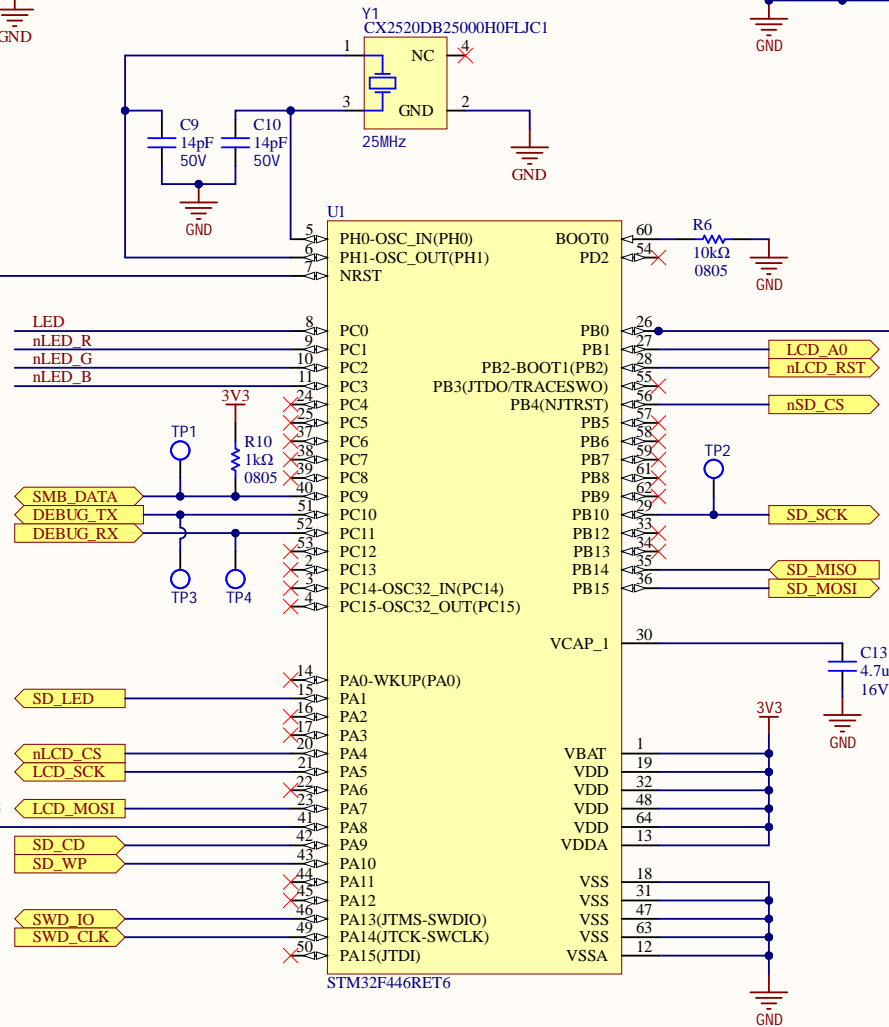 GND
GND
Y1
CX2520DB25000H0FLJC1
1
NC
4
3
GND
2
25MHz
GND
C9
14pF
50V
C10
14pF
50V
GND
U1
5
PH0-OSC_IN(PH0)
6
PH1-OSC_OUT(PH1)
7
NRST
LED
8
PC0
nLED_R
9
PC1
nLED_G
10
PC2
nLED_B
11
PC3
24
PC4
25
PC5
37
PC6
38
PC7
39
PC8
3V3
R10
1kΩ
0805
TP1
SMB_DATA
40
PC9
DEBUG_TX
51
PC10
DEBUG_RX
52
PC11
53
PC12
2
PC13
3
PC14-OSC32_IN(PC14)
4
PC15-OSC32_OUT(PC15)
TP3
TP4
14
PA0-WKUP(PA0)
SD_LED
15
PA1
16
PA2
17
PA3
nLCD_CS
20
PA4
LCD_SCK
21
PA5
22
PA6
LCD_MOSI
23
PA7
41
PA8
SD_CD
42
PA9
SD_WP
43
PA10
44
PA11
45
PA12
SWD_IO
46
PA13(JTMS-SWDIO)
SWD_CLK
49
PA14(JTCK-SWCLK)
50
PA15(JTDI)
STM32F446RET6
BOOT0
60
R6
10kΩ
0805
GND
PD2
54
PB0
26
PB1
27
LCD_A0
PB2-BOOT1(PB2)
28
nLCD_RST
PB3(JTDO/TRACESWO)
55
PB4(NJTRST)
56
nSD_CS
PB5
57
PB6
58
PB7
59
PB8
61
PB9
62
TP2
PB10
29
SD_SCK
PB12
33
PB13
34
PB14
35
SD_MISO
PB15
36
SD_MOSI
VCAP_1
30
C13
4.7u
16V
GND
3V3
VBAT
1
VDD
19
VDD
32
VDD
48
VDD
64
VDDA
13
VSS
18
VSS
31
VSS
47
VSS
63
VSSA
12
GND